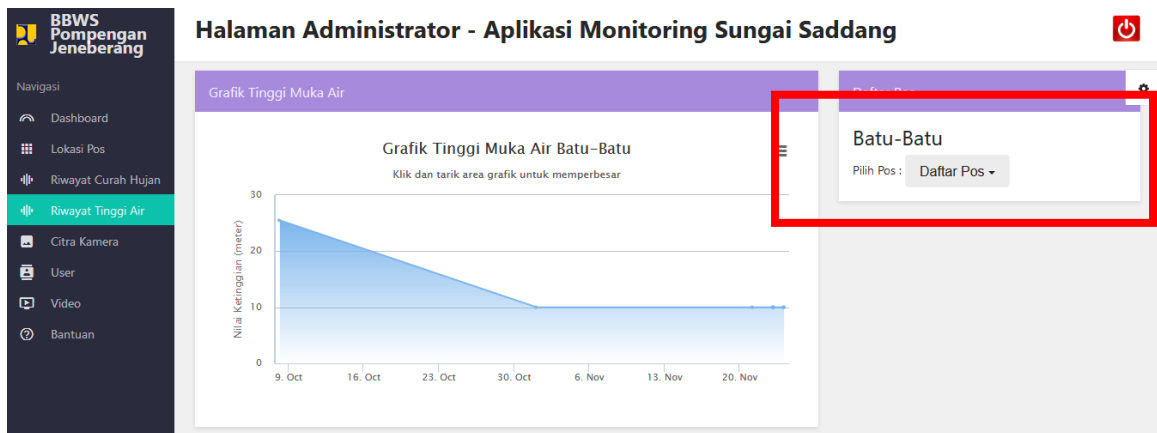 BBWS
Pompengan
Jeneberang
Halaman Administrator - Aplikasi Monitoring Sungai Saddang
Navigasi
Dashboard
Lokasi Pos
Riwayat Curah Hujan
Riwayat Tinggi Air
Citra Kamera
User
Video
Bantuan
Grafik Tinggi Muka Air
Grafik Tinggi Muka Air Batu-Batu
Klik dan tarik area grafik untuk memperbesar
Nilai Ketinggian (meter)
30
20
10
0
9. Oct 16. Oct 23. Oct 30. Oct 6. Nov 13. Nov 20. Nov
Daftar Pos
Batu-Batu
Pilih Pos : Daftar Pos